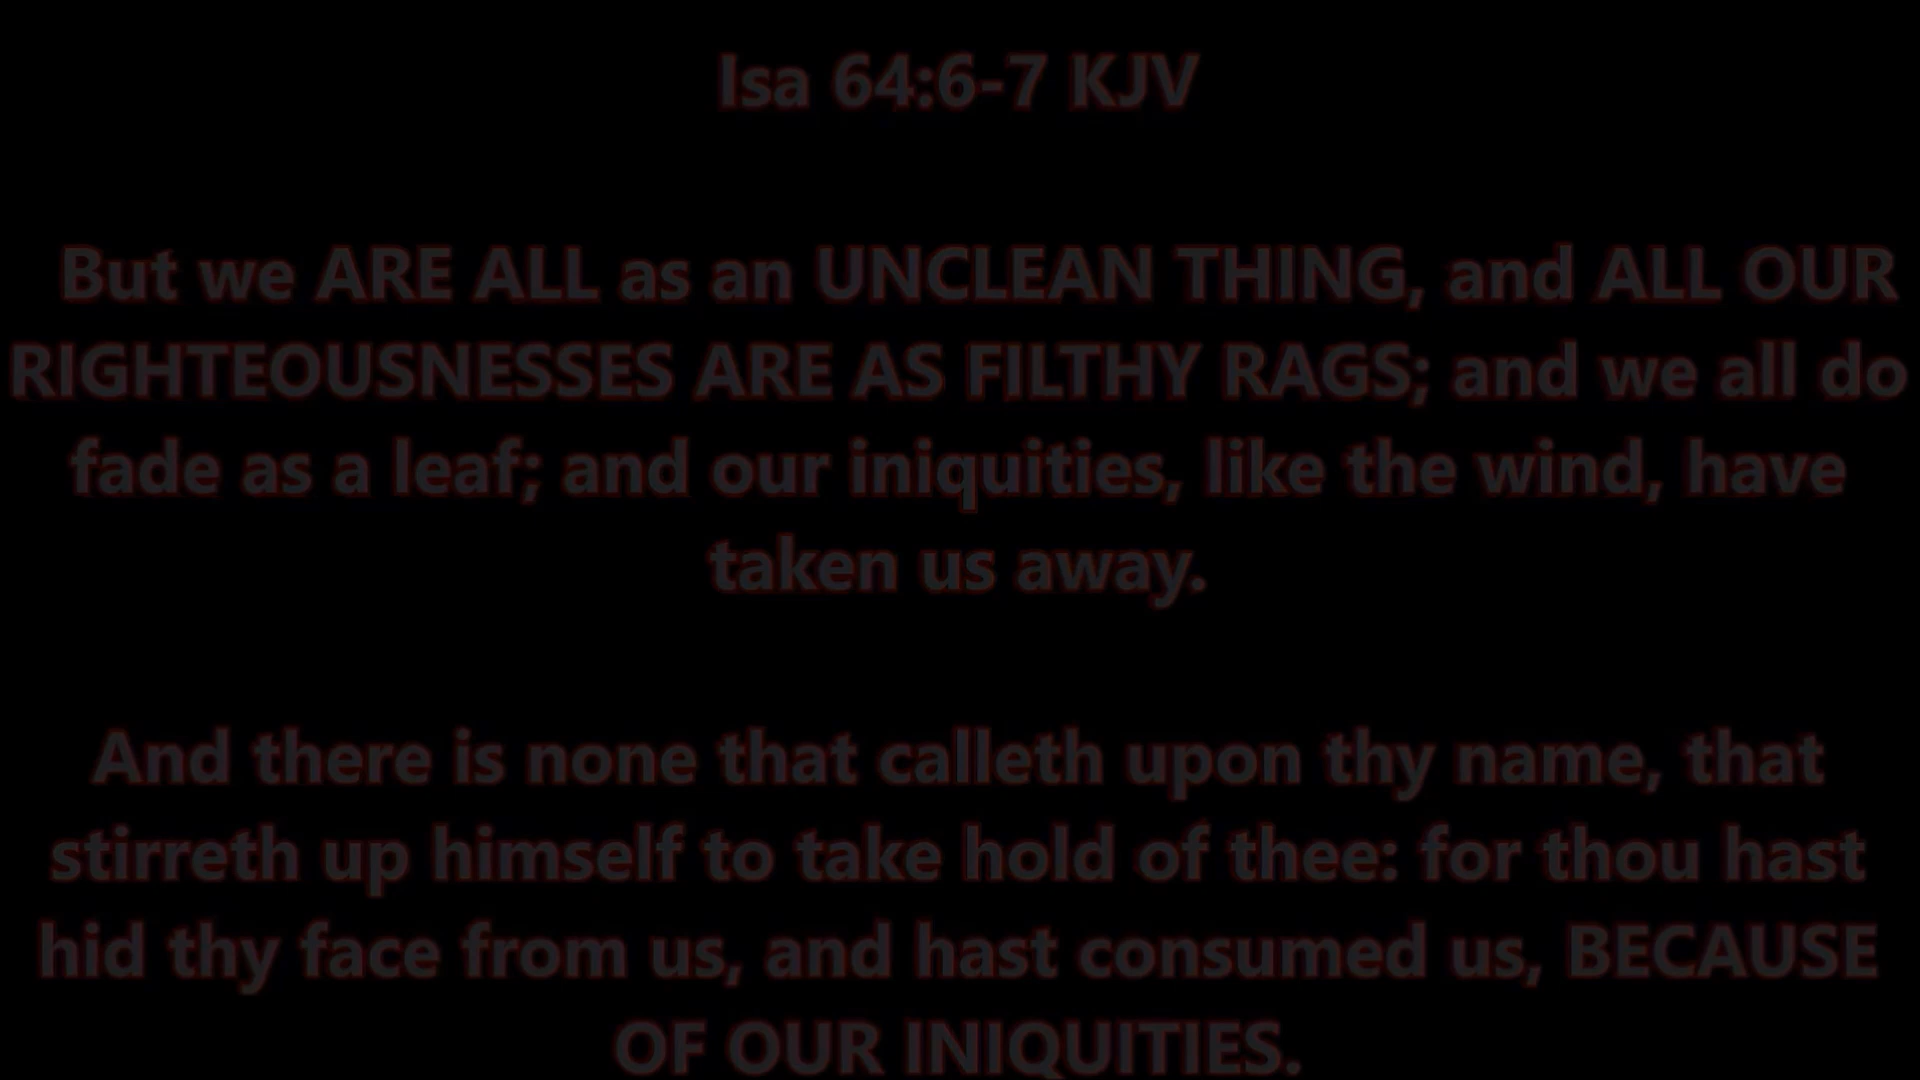 Isa 64:6-7 KJV
But we ARE ALL as an UNCLEAN THING, and ALL OUR
RIGHTEOUSNESSES ARE AS FILTHY RAGS; and we all do
fade as a leaf; and our iniquities, like the wind, have
taken us away.
And there is none that calleth upon thy name, that
stirreth up himself to take hold of thee: for thou hast
hid thy face from us, and hast consumed us, BECAUSE
OF OUR INIQUITIES.